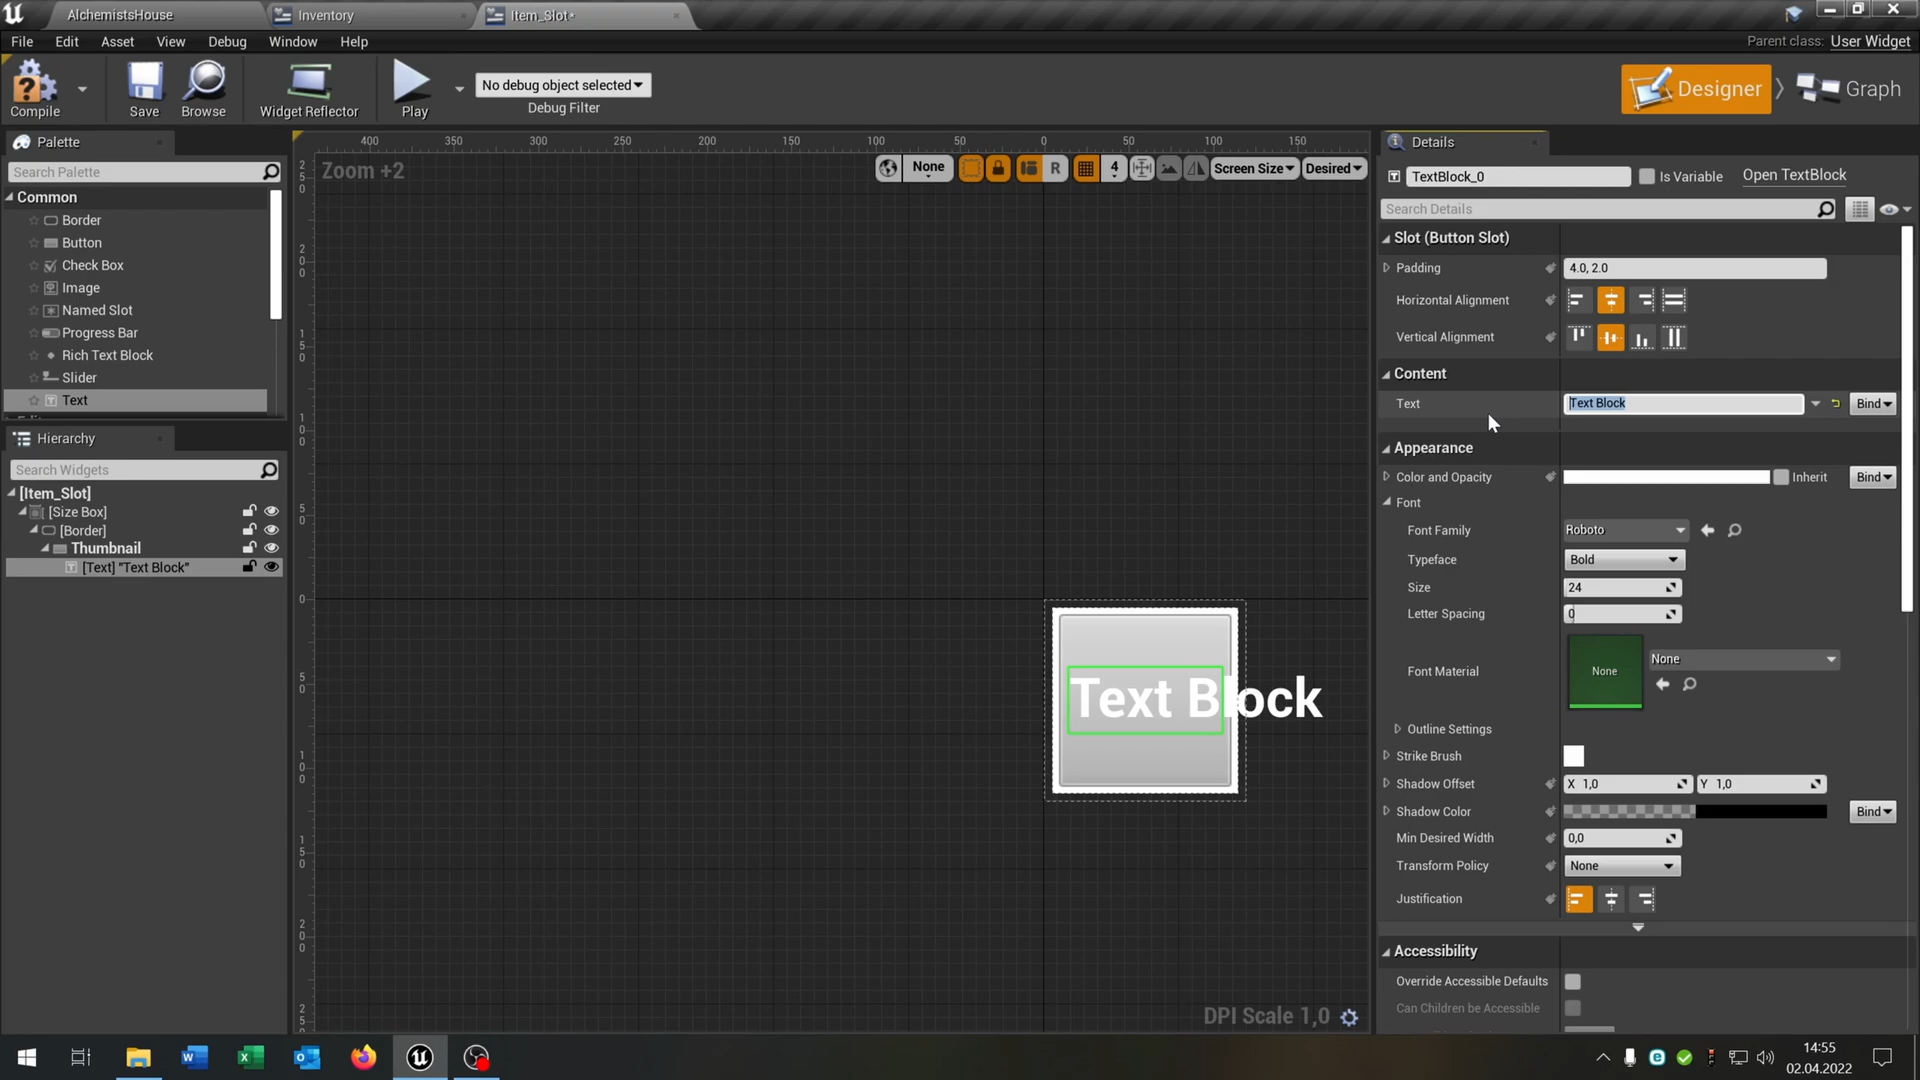 AlchemistsHouse
Inventory
Item_Slot*
File Edit Asset View Debug Window Help
Parent class: User Widget
Compile
Save
Browse
Widget Reflector
Play
No debug object selected
Debug Filter
Designer
Graph
Palette
Search Palette
Common
Border
Button
Check Box
Image
Named Slot
Progress Bar
Rich Text Block
Slider
Text
Hierarchy
Search Widgets
[Item_Slot]
[Size Box]
[Border]
Thumbnail
[Text] "Text Block"
400 350 300 250 200 150 100 50 0 50 100 150
Zoom +2
None
R
4
Screen Size
Desired
Text Block
DPI Scale 1,0
Details
TextBlock_0
Is Variable
Open TextBlock
Search Details
Slot (Button Slot)
Padding 4.0, 2.0
Horizontal Alignment
Vertical Alignment
Content
Text Text Block Bind
Appearance
Color and Opacity Inherit Bind
Font
Font Family Roboto
Typeface Bold
Size 24
Letter Spacing 0
Font Material None None
Outline Settings
Strike Brush
Shadow Offset X 1,0 Y 1,0
Shadow Color Bind
Min Desired Width 0,0
Transform Policy None
Justification
Accessibility
Override Accessible Defaults
Can Children be Accessible
14:55
02.04.2022